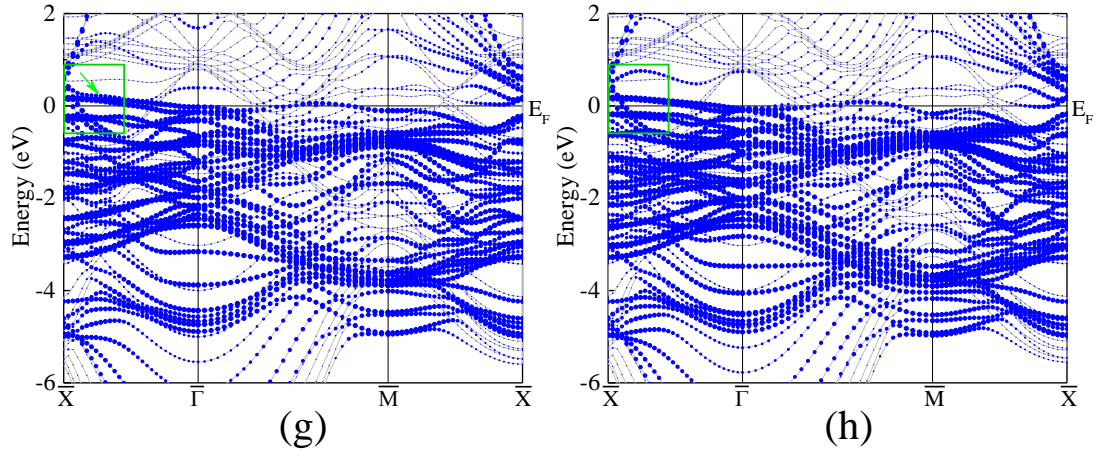 2
0
-2
-4
-6
Energy (eV)
E_F
X̅ Γ̅ M̅ X̅
(g)
2
0
-2
-4
-6
Energy (eV)
E_F
X̅ Γ̅ M̅ X̅
(h)